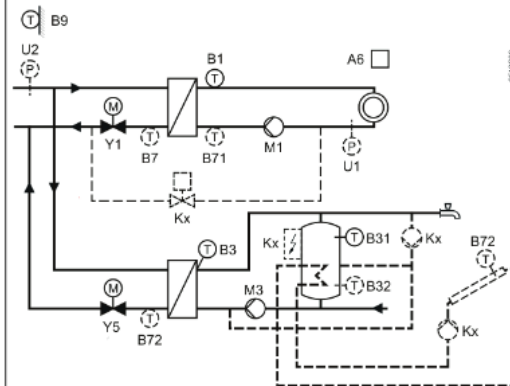 T B9
U2
P
B1
T
A6
M
Y1
T
B7
T
B71
M1
P
U1
Kx
T B3
Kx
T B31
Kx
B72
T
M
Y5
T
B72
M3
T B32
Kx